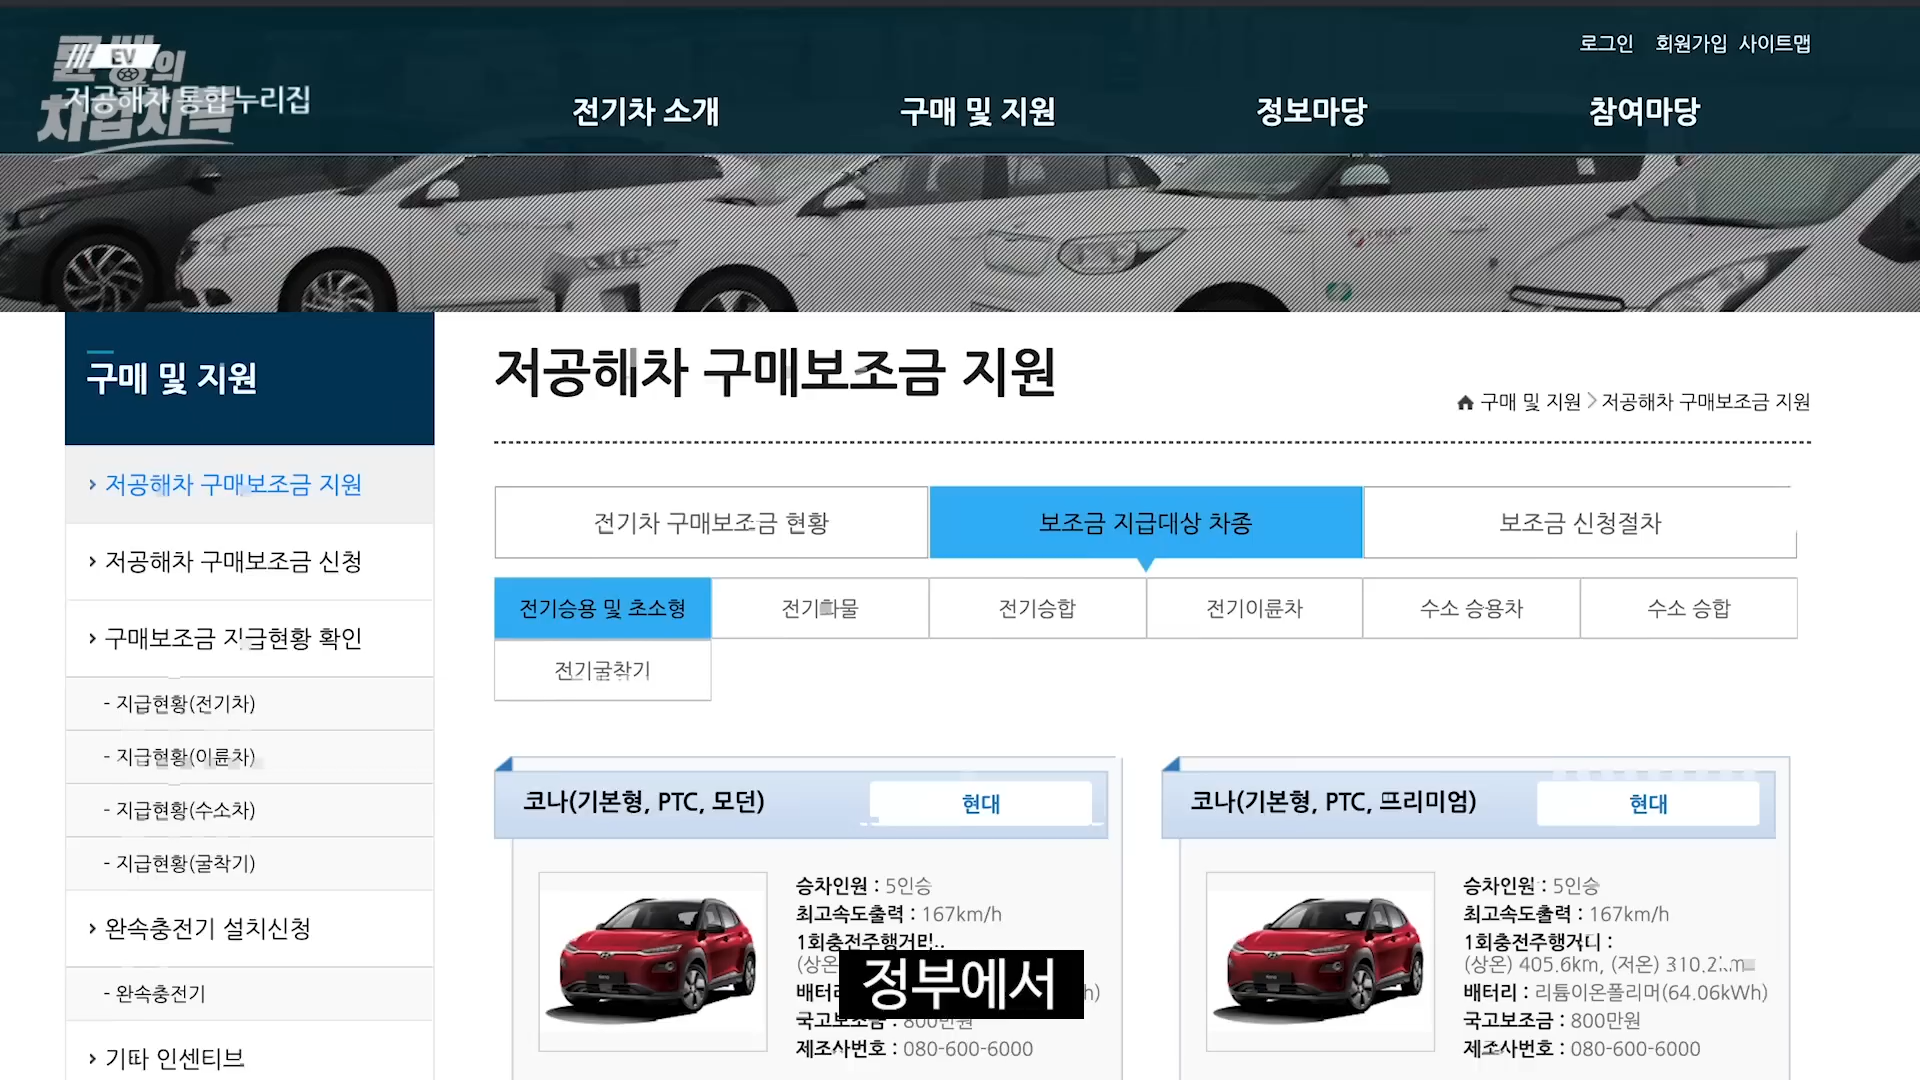 로그인 회원가입 사이트맵
EV
저공해차 통합 누리집
전기차 소개 구매 및 지원 정보마당 참여마당
구매 및 지원
저공해차 구매보조금 지원
구매 및 지원 > 저공해차 구매보조금 지원
› 저공해차 구매보조금 지원
› 저공해차 구매보조금 신청
› 구매보조금 지급현황 확인
- 지급현황(전기차)
- 지급현황(이륜차)
- 지급현황(수소차)
- 지급현황(굴착기)
› 완속충전기 설치신청
- 완속충전기
› 기타 인센티브
전기차 구매보조금 현황 보조금 지급대상 차종 보조금 신청절차
전기승용 및 초소형 전기화물 전기승합 전기이륜차 수소 승용차 수소 승합
전기굴착기
코나(기본형, PTC, 모던) 현대
승차인원 : 5인승
최고속도출력 : 167km/h
1회충전주행거리
(상온
배터리 h)
국고보조금 : 800만원
제조사번호 : 080-600-6000
코나(기본형, PTC, 프리미엄) 현대
승차인원 : 5인승
최고속도출력 : 167km/h
1회충전주행거리 :
(상온) 405.6km, (저온) 310.2km
배터리 : 리튬이온폴리머(64.06kWh)
국고보조금 : 800만원
제조사번호 : 080-600-6000
정부에서